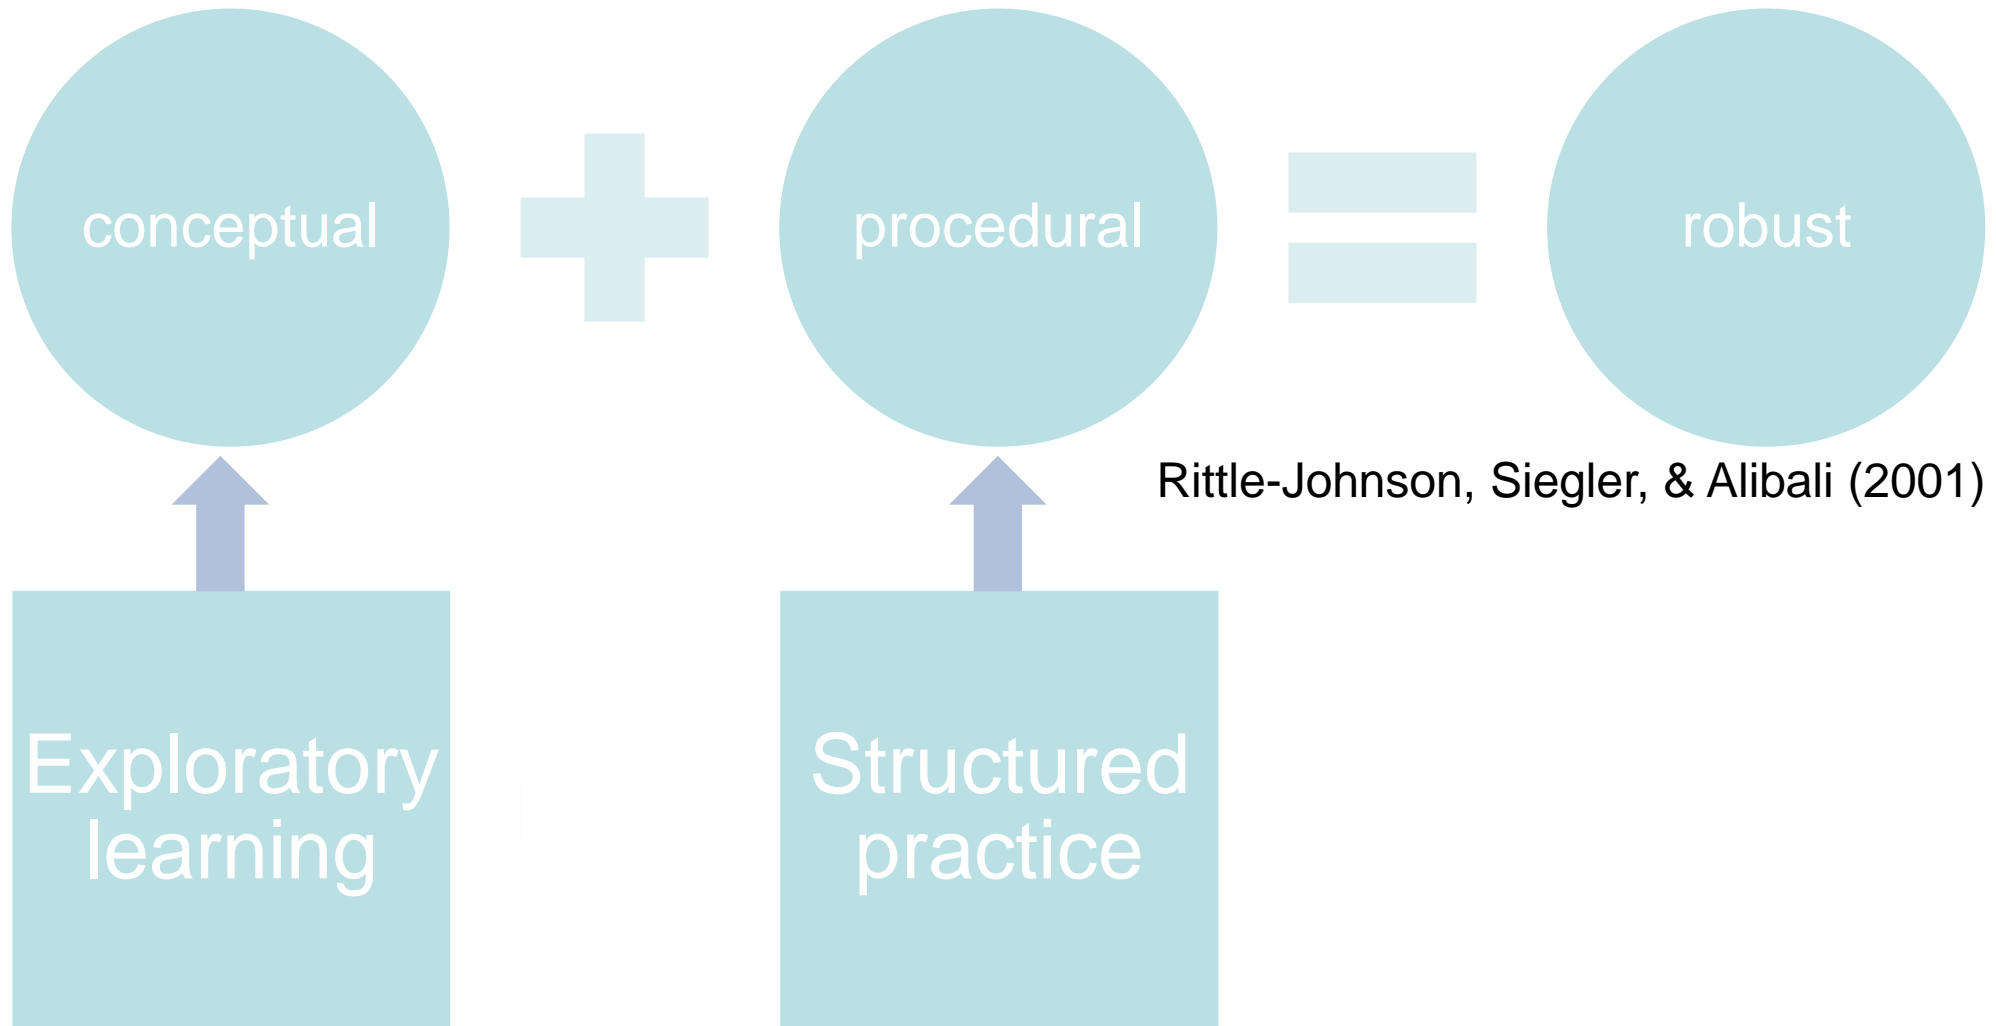 conceptual
procedural
robust
Rittle-Johnson, Siegler, & Alibali (2001)
Exploratory
learning
Structured
practice